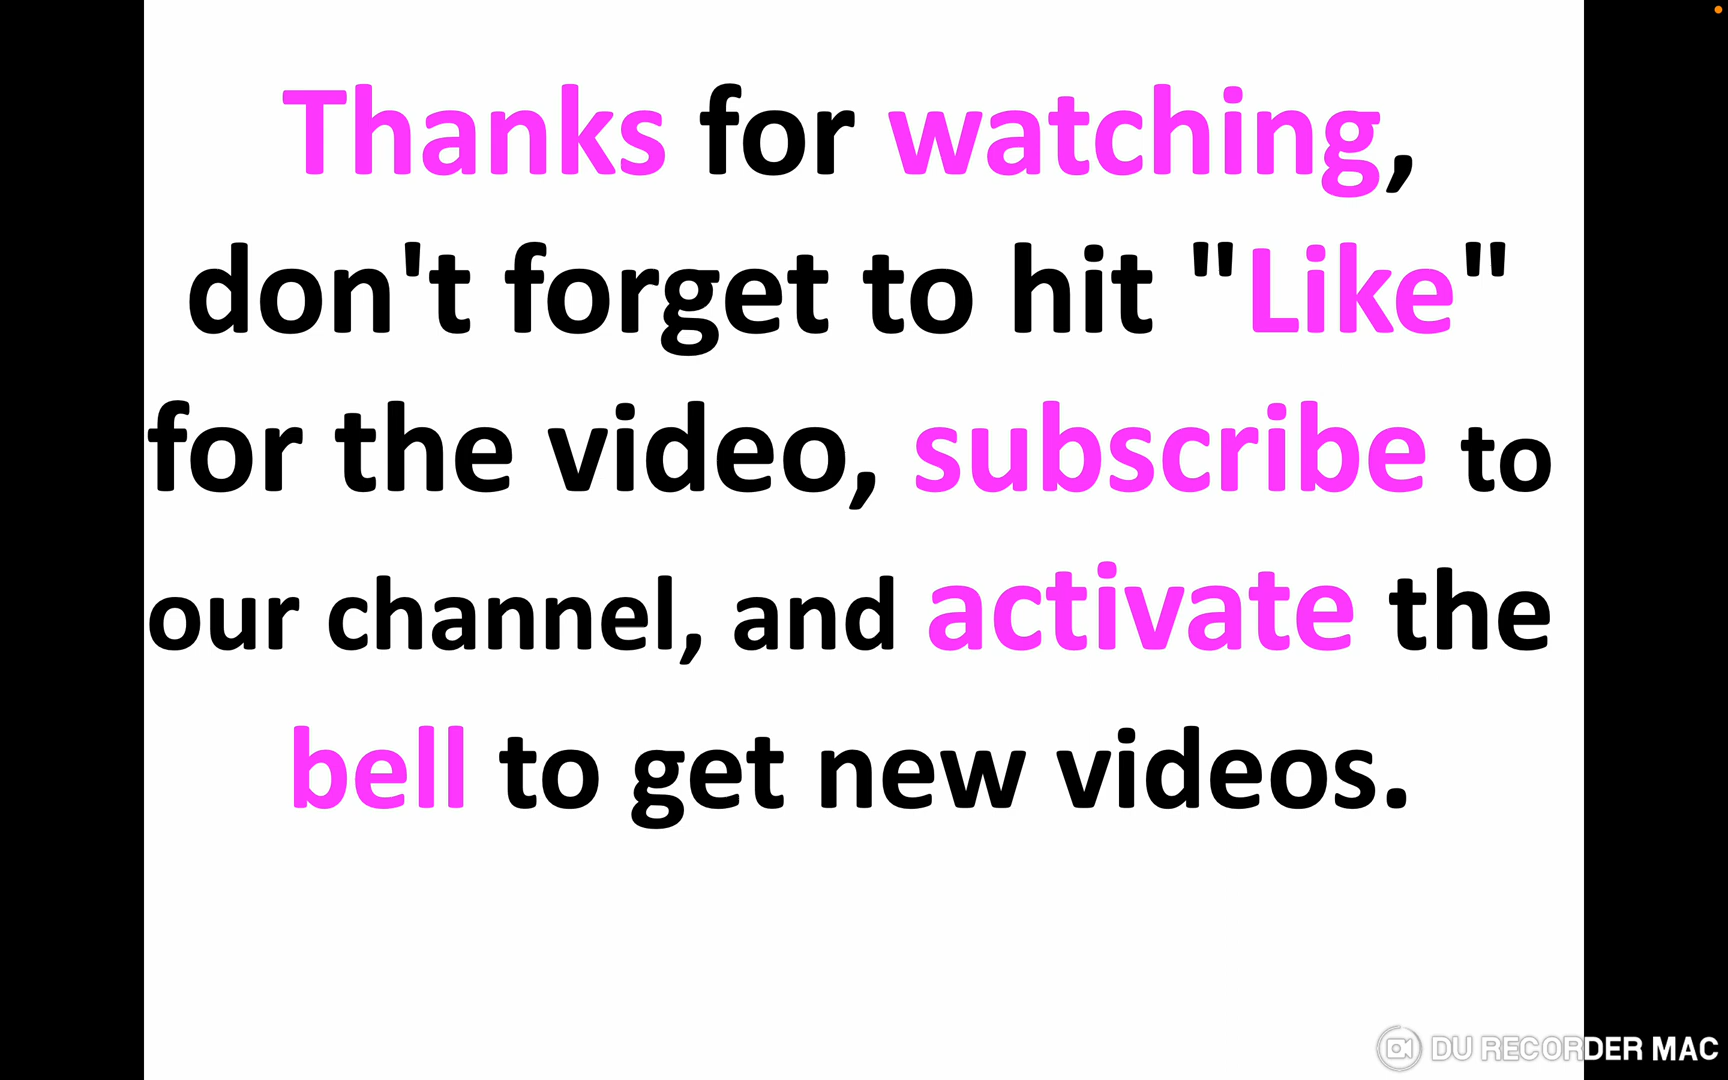 Thanks for watching,
don't forget to hit "Like"
for the video, subscribe to
our channel, and activate the
bell to get new videos.
DU RECORDER MAC